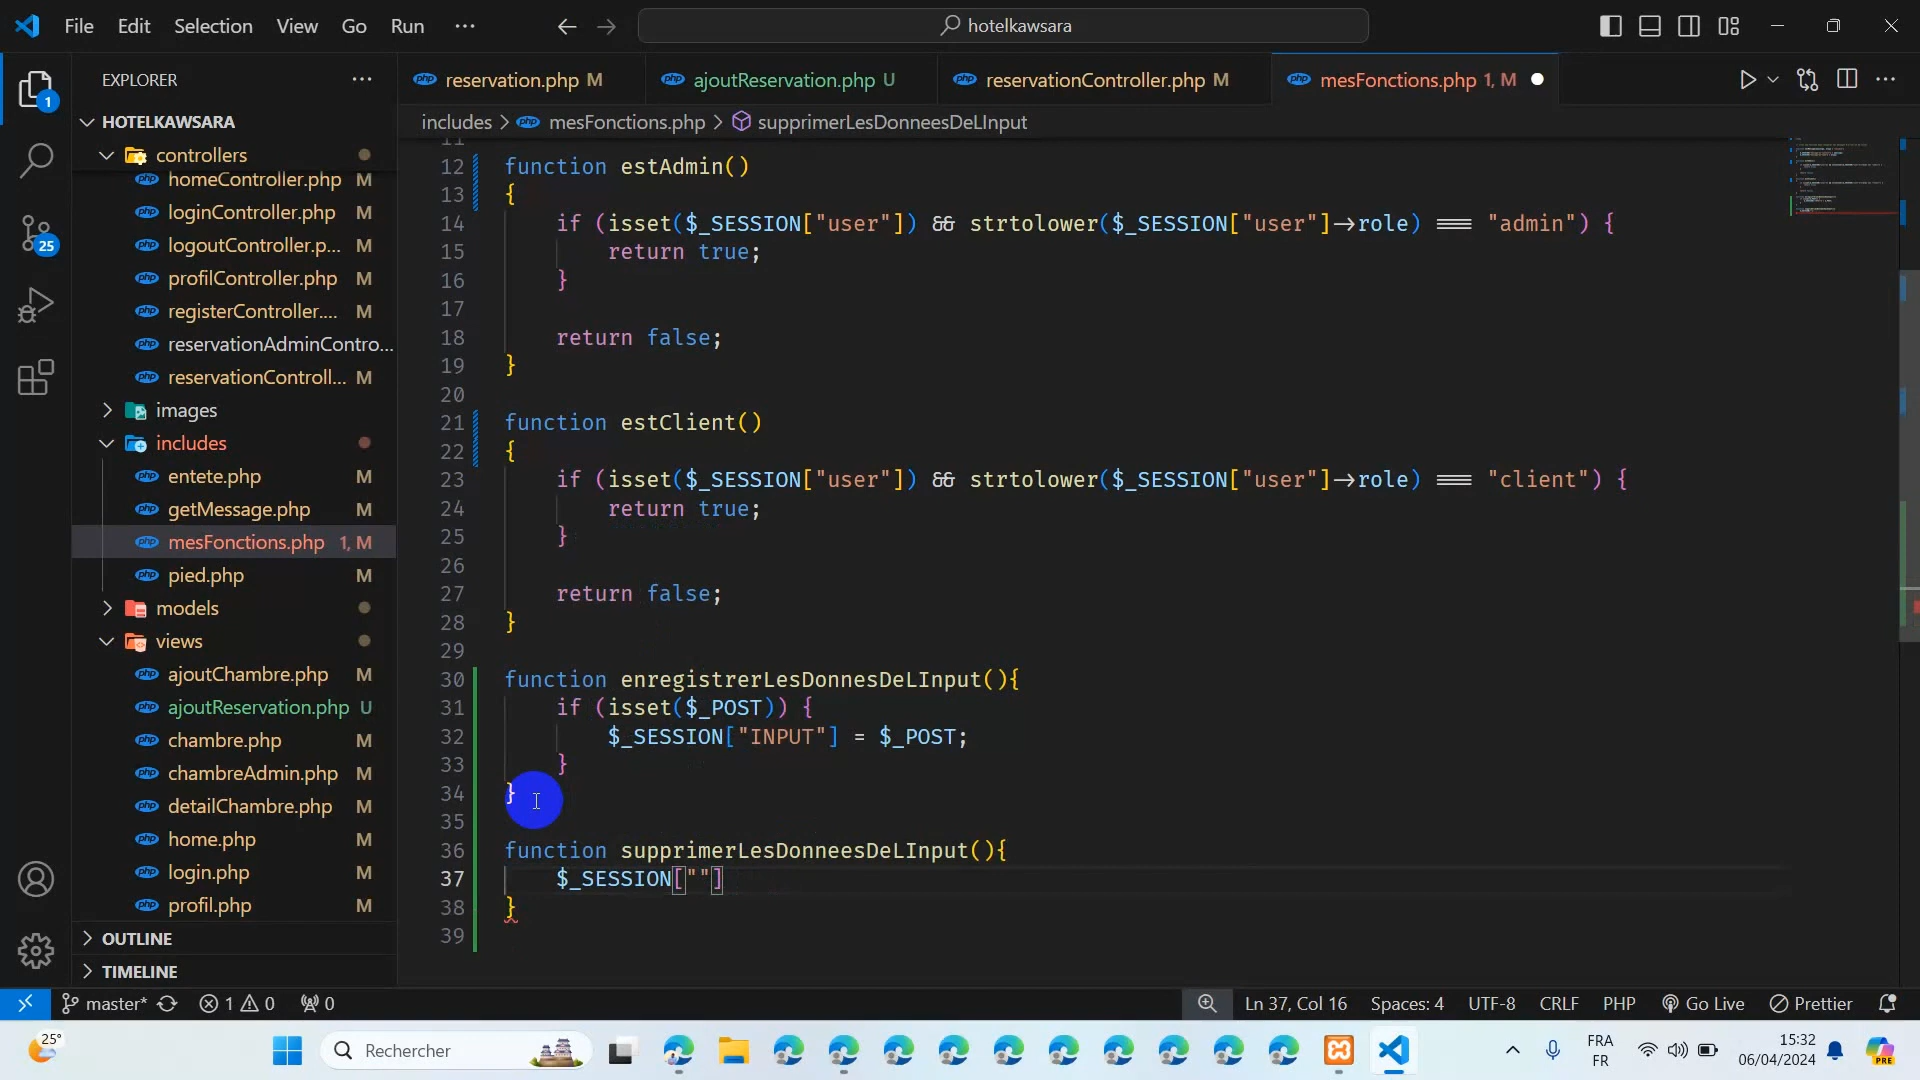 File Edit Selection View Go Run ···
hotelkawsara
EXPLORER
HOTELKAWSARA
controllers
homeController.php M
loginController.php M
logoutController.p... M
profilController.php M
registerController.... M
reservationAdminContro...
reservationControll... M
images
includes
entete.php M
getMessage.php M
mesFonctions.php 1, M
pied.php M
models
views
ajoutChambre.php M
ajoutReservation.php U
chambre.php M
chambreAdmin.php M
detailChambre.php M
home.php M
login.php M
profil.php M
OUTLINE
TIMELINE
1
25
reservation.php M
ajoutReservation.php U
reservationController.php M
mesFonctions.php 1, M
includes > mesFonctions.php > supprimerLesDonneesDeLInput
11
12 function estAdmin()
13 {
14 if (isset($_SESSION["user"]) && strtolower($_SESSION["user"]->role) === "admin") {
15 return true;
16 }
17
18 return false;
19 }
20
21 function estClient()
22 {
23 if (isset($_SESSION["user"]) && strtolower($_SESSION["user"]->role) === "client") {
24 return true;
25 }
26
27 return false;
28 }
29
30 function enregistrerLesDonnesDeLInput(){
31 if (isset($_POST)) {
32 $_SESSION["INPUT"] = $_POST;
33 }
34 }
35
36 function supprimerLesDonneesDeLInput(){
37 $_SESSION[""]
38 }
39
master* 1 0 0
Ln 37, Col 16 Spaces: 4 UTF-8 CRLF PHP Go Live Prettier
25°
Rechercher
FRA
FR
15:32
06/04/2024
PRE